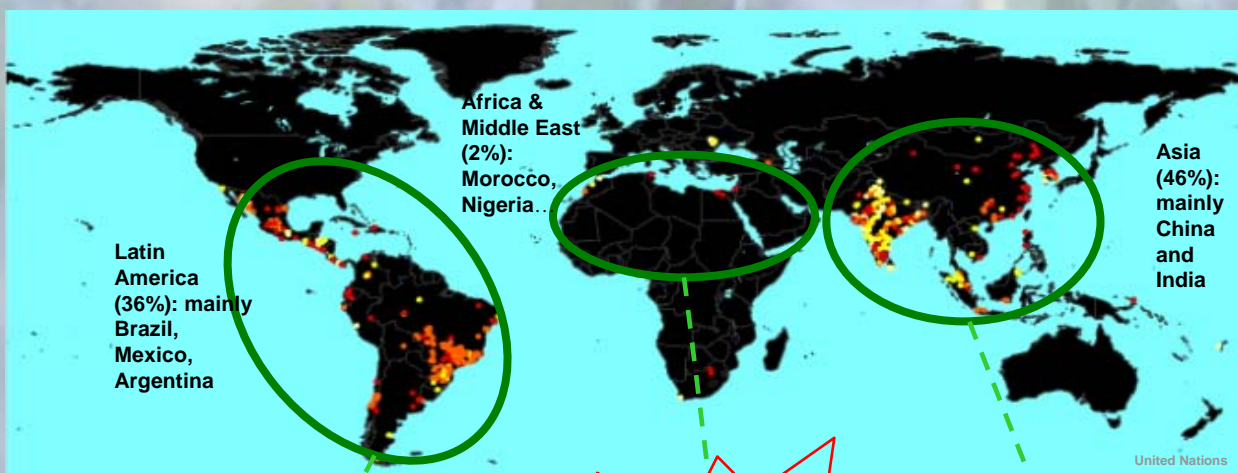 Africa &
Middle East
(2%):
Morocco,
Nigeria…
Asia
(46%):
mainly
China
and
India
Latin
America
(36%): mainly
Brazil,
Mexico,
Argentina
United Nations